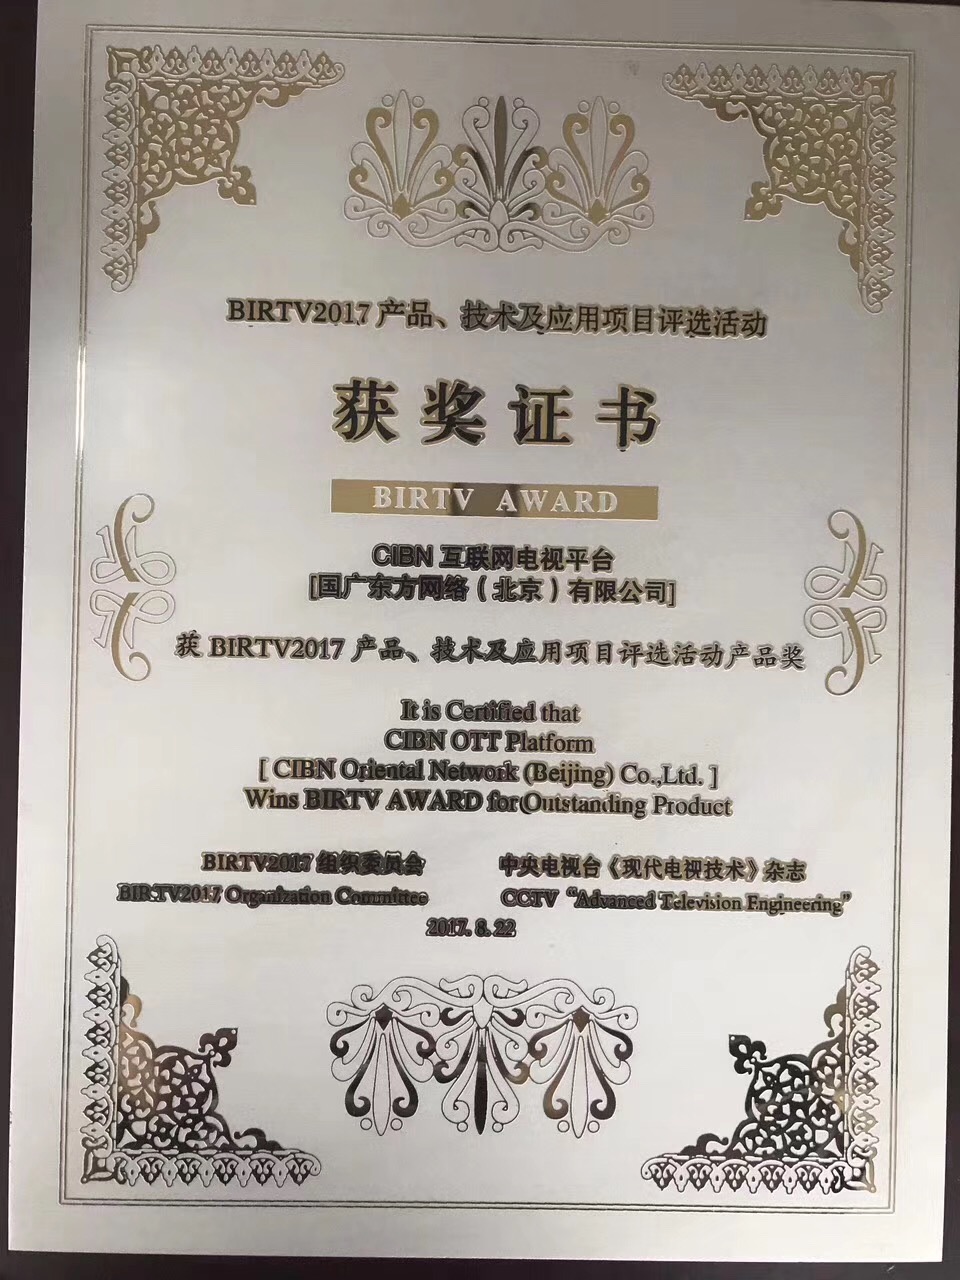 BIRTV2017 产品、技术及应用项目评选活动
获奖证书
BIRTV AWARD
CIBN 互联网电视平台
[国广东方网络（北京）有限公司]
获 BIRTV2017 产品、技术及应用项目评选活动产品奖
It is Certified that
CIBN OTT Platform
[ CIBN Oriental Network (Beijing) Co.,Ltd. ]
Wins BIRTV AWARD for Outstanding Product
BIRTV2017 组织委员会
BIRTV2017 Organization Committee
中央电视台《现代电视技术》杂志
CCTV “Advanced Television Engineering”
2017. 8. 22